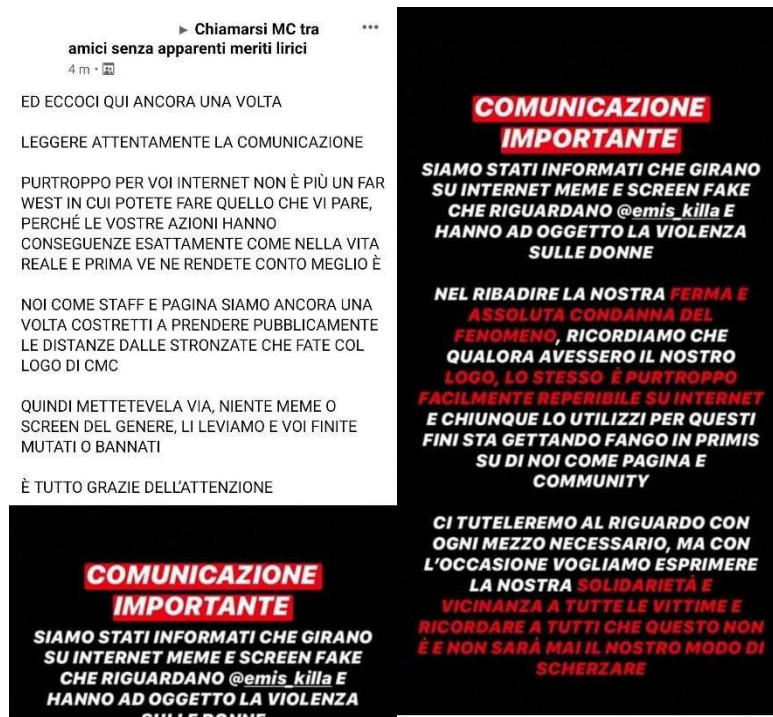 ▶ Chiamarsi MC tra
amici senza apparenti meriti lirici
4 m •
ED ECCOCI QUI ANCORA UNA VOLTA
LEGGERE ATTENTAMENTE LA COMUNICAZIONE
PURTROPPO PER VOI INTERNET NON È PIÙ UN FAR
WEST IN CUI POTETE FARE QUELLO CHE VI PARE,
PERCHÉ LE VOSTRE AZIONI HANNO
CONSEGUENZE ESATTAMENTE COME NELLA VITA
REALE E PRIMA VE NE RENDETE CONTO MEGLIO È
NOI COME STAFF E PAGINA SIAMO ANCORA UNA
VOLTA COSTRETTI A PRENDERE PUBBLICAMENTE
LE DISTANZE DALLE STRONZATE CHE FATE COL
LOGO DI CMC
QUINDI METTETEVELA VIA, NIENTE MEME O
SCREEN DEL GENERE, LI LEVIAMO E VOI FINITE
MUTATI O BANNATI
È TUTTO GRAZIE DELL'ATTENZIONE
COMUNICAZIONE
IMPORTANTE
SIAMO STATI INFORMATI CHE GIRANO
SU INTERNET MEME E SCREEN FAKE
CHE RIGUARDANO @emis_killa E
HANNO AD OGGETTO LA VIOLENZA
SULLE DONNE
COMUNICAZIONE
IMPORTANTE
SIAMO STATI INFORMATI CHE GIRANO
SU INTERNET MEME E SCREEN FAKE
CHE RIGUARDANO @emis_killa E
HANNO AD OGGETTO LA VIOLENZA
SULLE DONNE
NEL RIBADIRE LA NOSTRA FERMA E
ASSOLUTA CONDANNA DEL
FENOMENO, RICORDIAMO CHE
QUALORA AVESSERO IL NOSTRO
LOGO, LO STESSO È PURTROPPO
FACILMENTE REPERIBILE SU INTERNET
E CHIUNQUE LO UTILIZZI PER QUESTI
FINI STA GETTANDO FANGO IN PRIMIS
SU DI NOI COME PAGINA E
COMMUNITY
CI TUTELEREMO AL RIGUARDO CON
OGNI MEZZO NECESSARIO, MA CON
L'OCCASIONE VOGLIAMO ESPRIMERE
LA NOSTRA SOLIDARIETÀ E
VICINANZA A TUTTE LE VITTIME E
RICORDARE A TUTTI CHE QUESTO NON
È E NON SARÀ MAI IL NOSTRO MODO DI
SCHERZARE